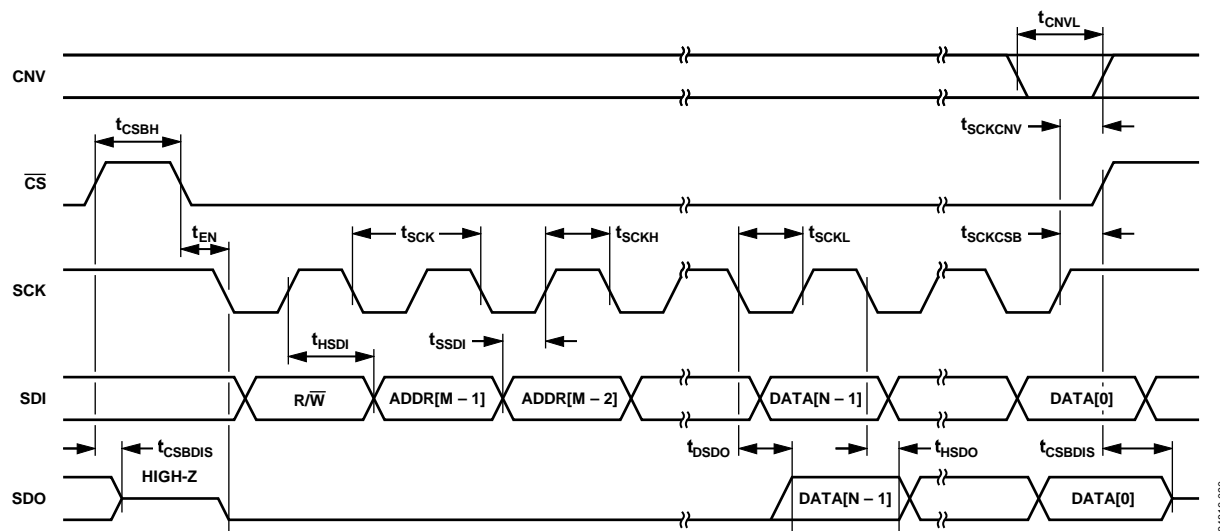 tCNVL
CNV
tCSBH
tSCKCNV
CS
tEN
tSCK
tSCKH
tSCKL
tSCKCSB
SCK
tHSDI
tSSDI
SDI
R/W
ADDR[M – 1]
ADDR[M – 2]
DATA[N – 1]
DATA[0]
tCSBDIS
tDSDO
tHSDO
tCSBDIS
HIGH-Z
SDO
DATA[N – 1]
DATA[0]